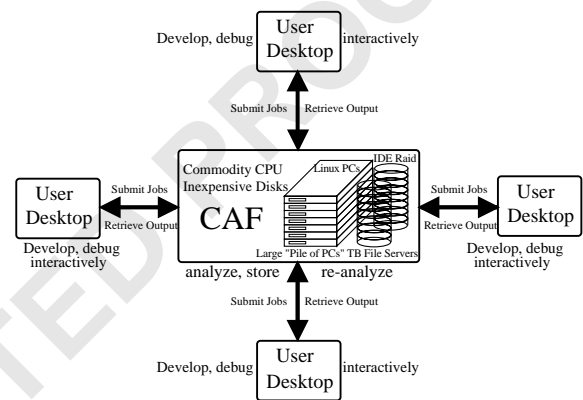 User
Desktop
Develop, debug interactively
Submit Jobs Retrieve Output
Commodity CPU
Inexpensive Disks
CAF
Linux PCs
IDE Raid
Large "Pile of PCs" TB File Servers
analyze, store re-analyze
User
Desktop
Submit Jobs
Retrieve Output
Develop, debug
interactively
Submit Jobs
Retrieve Output
User
Desktop
Develop, debug
interactively
Submit Jobs Retrieve Output
User
Desktop
Develop, debug interactively
TED PROO